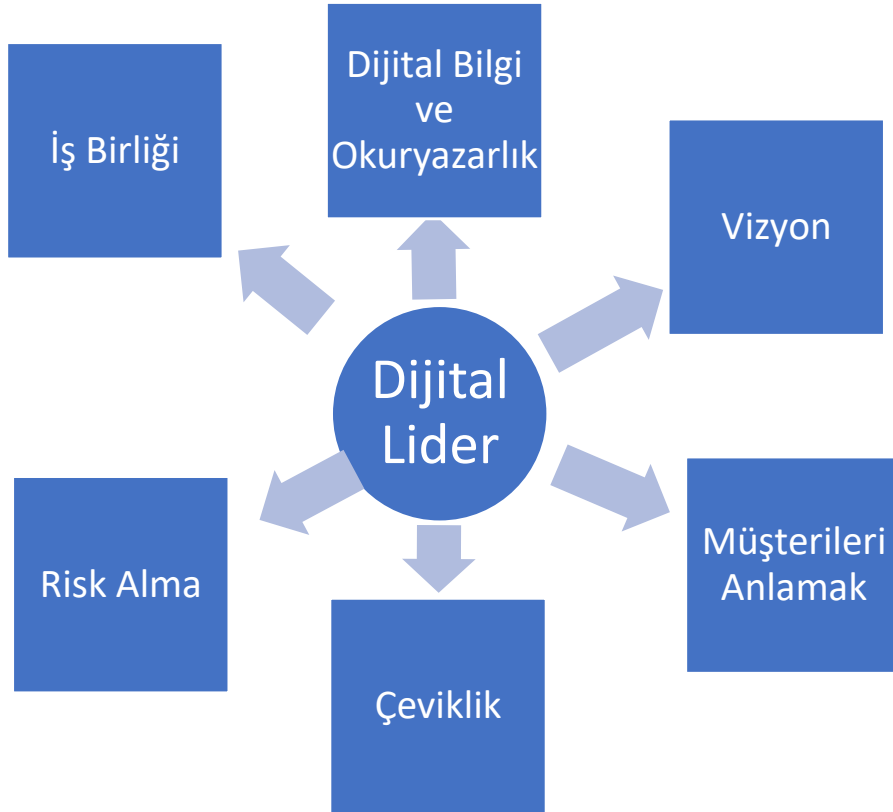 İş Birliği
Dijital Bilgi
ve
Okuryazarlık
Vizyon
Dijital
Lider
Risk Alma
Müşterileri
Anlamak
Çeviklik